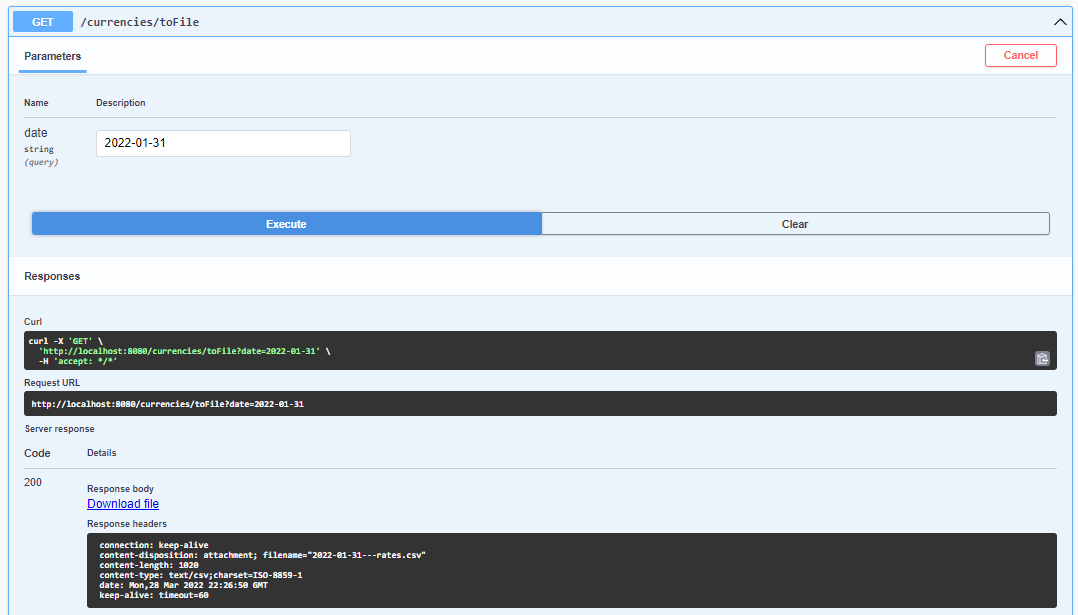 GET /currencies/toFile
Parameters
Cancel
Name Description
date
string
(query)
2022-01-31
Execute Clear
Responses
Curl
curl -X 'GET' \
'http://localhost:8080/currencies/toFile?date=2022-01-31' \
-H 'accept: */*'
Request URL
http://localhost:8080/currencies/toFile?date=2022-01-31
Server response
Code Details
200
Response body
Download file
Response headers
connection: keep-alive
content-disposition: attachment; filename="2022-01-31---rates.csv"
content-length: 1020
content-type: text/csv;charset=ISO-8859-1
date: Mon,28 Mar 2022 22:26:50 GMT
keep-alive: timeout=60